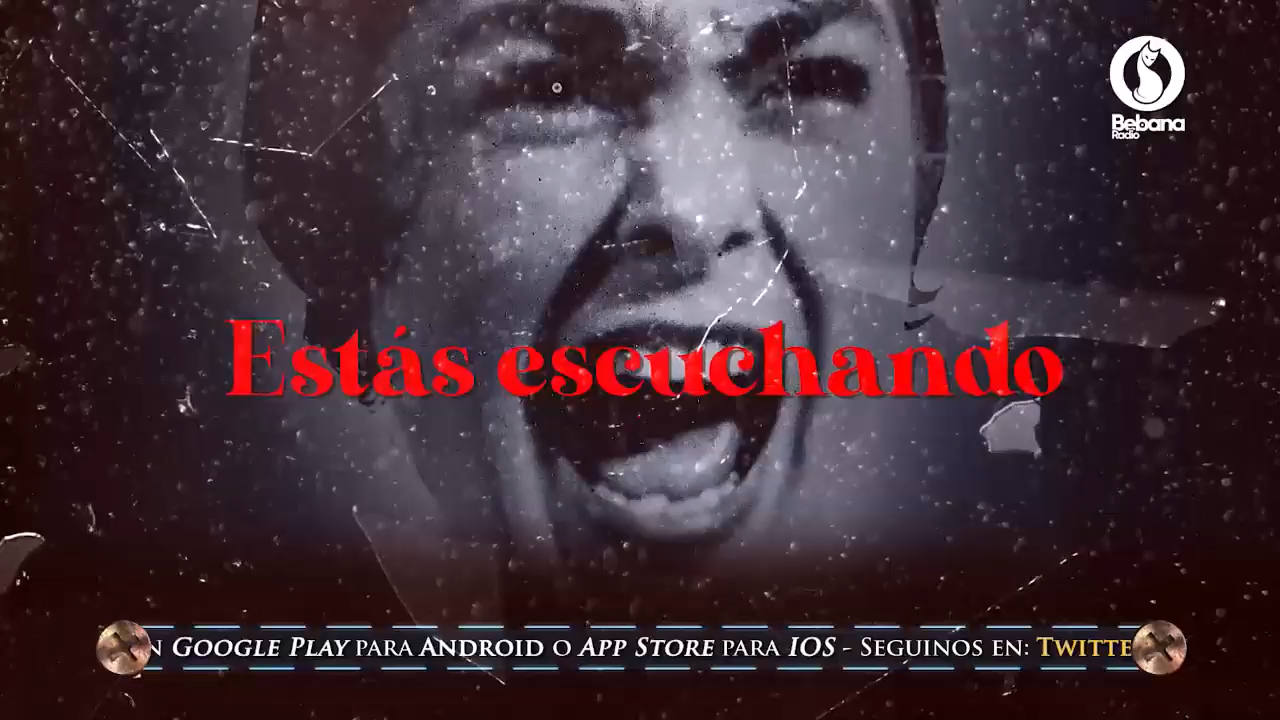 Bebana
Radio
Estás escuchando
N GOOGLE PLAY PARA ANDROID O APP STORE PARA IOS - SEGUINOS EN: TWITTE